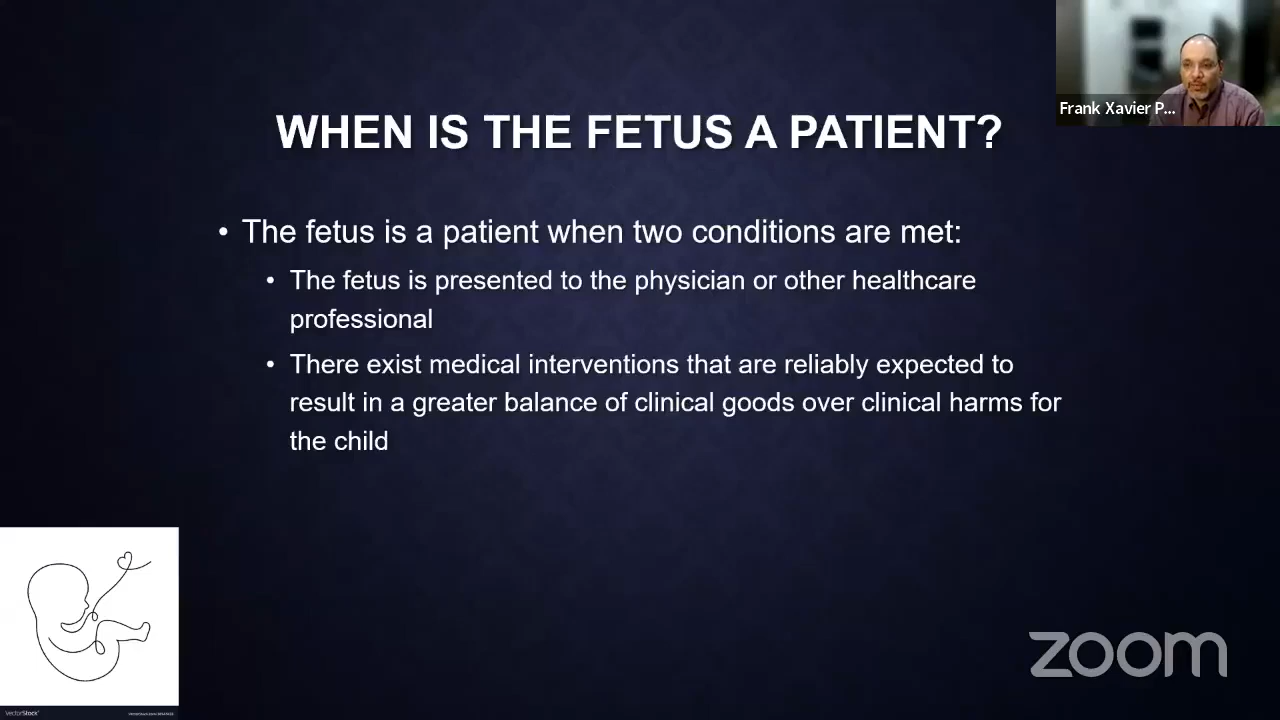 Frank Xavier P...
WHEN IS THE FETUS A PATIENT?
• The fetus is a patient when two conditions are met:
• The fetus is presented to the physician or other healthcare
professional
• There exist medical interventions that are reliably expected to
result in a greater balance of clinical goods over clinical harms for
the child
zoom
VectorStock